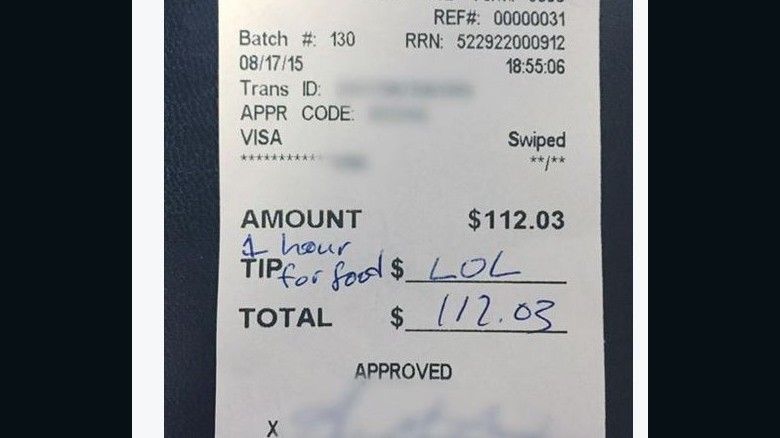 REF#: 00000031
Batch #: 130 RRN: 522922000912
08/17/15 18:55:06
Trans ID:
APPR CODE:
VISA Swiped
*********** **/**
AMOUNT $112.03
1 hour
for food
TIP $ LOL
TOTAL $ 112.03
APPROVED
X